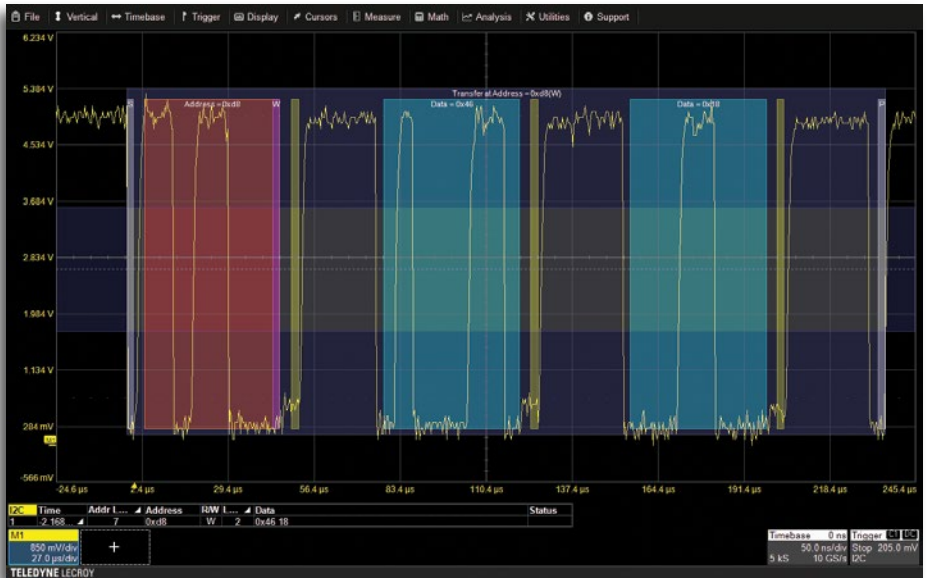 File Vertical Timebase Trigger Display Cursors Measure Math Analysis Utilities Support
6.234 V
5.384 V
Transfer at Address = 0xd8(W)
S Address = 0xd8 W Data = 0x46 Data = 0x18 P
4.534 V
3.684 V
2.834 V
1.984 V
1.134 V
284 mV
M1
-566 mV
-24.6 µs 2.4 µs 29.4 µs 56.4 µs 83.4 µs 110.4 µs 137.4 µs 164.4 µs 191.4 µs 218.4 µs 245.4 µs
I2C Time Addr L... Address R/W L... Data Status
1 -2.168... 7 0xd8 W 2 0x46 18
M1
850 mV/div
27.0 µs/div
+
Timebase 0 ns Trigger C1 DC
50.0 ns/div Stop 205.0 mV
5 kS 10 GS/s I2C
TELEDYNE LECROY